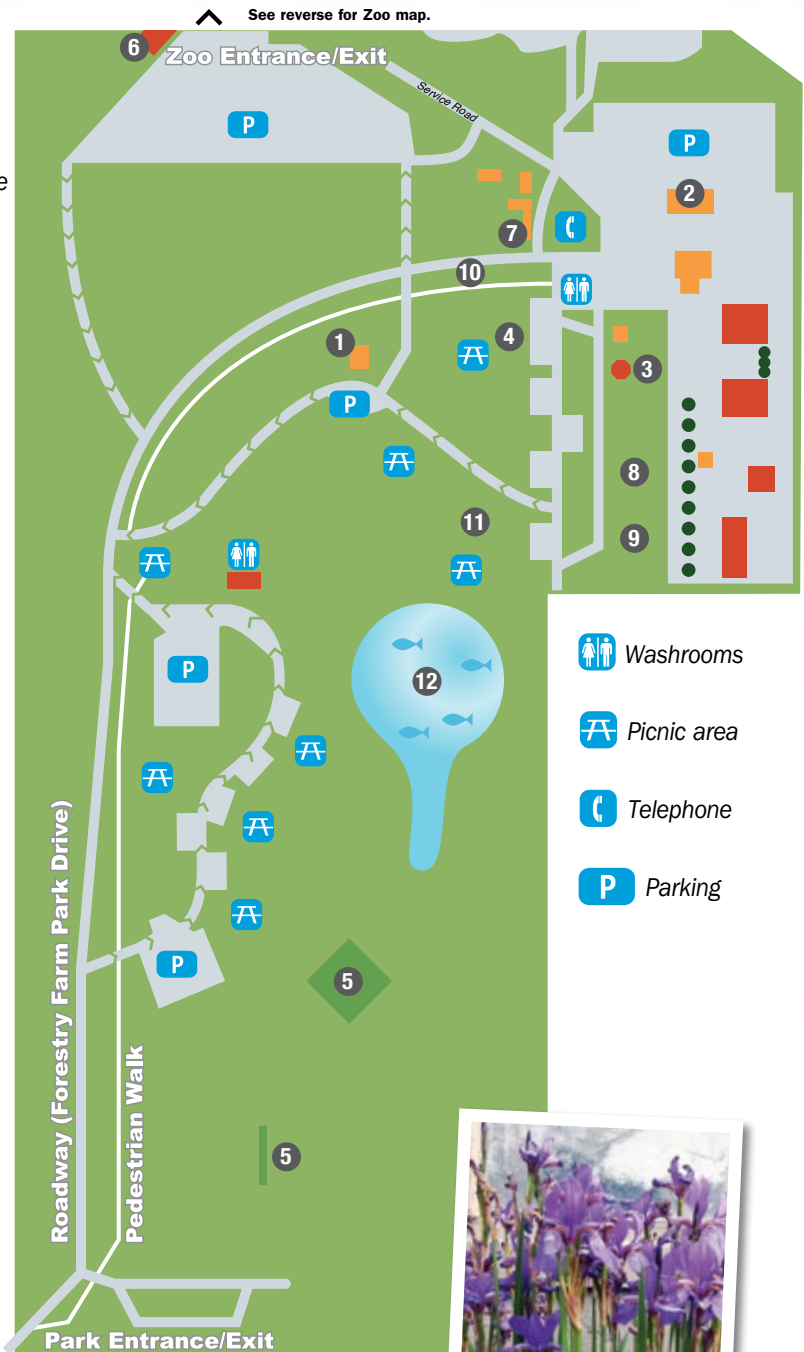 See reverse for Zoo map.
6
Zoo Entrance/Exit
P
Service Road
P
e
2
7
10
4
1
3
P
8
11
9
P
12
Washrooms
Picnic area
Telephone
P Parking
P
5
Roadway (Forestry Farm Park Drive)
Pedestrian Walk
5
Park Entrance/Exit